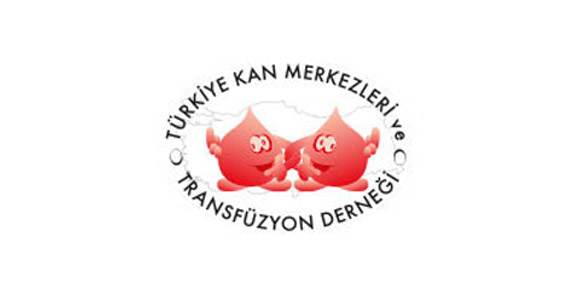 TÜRKİYE KAN MERKEZLERİ ve
TRANSFÜZYON DERNEĞİ